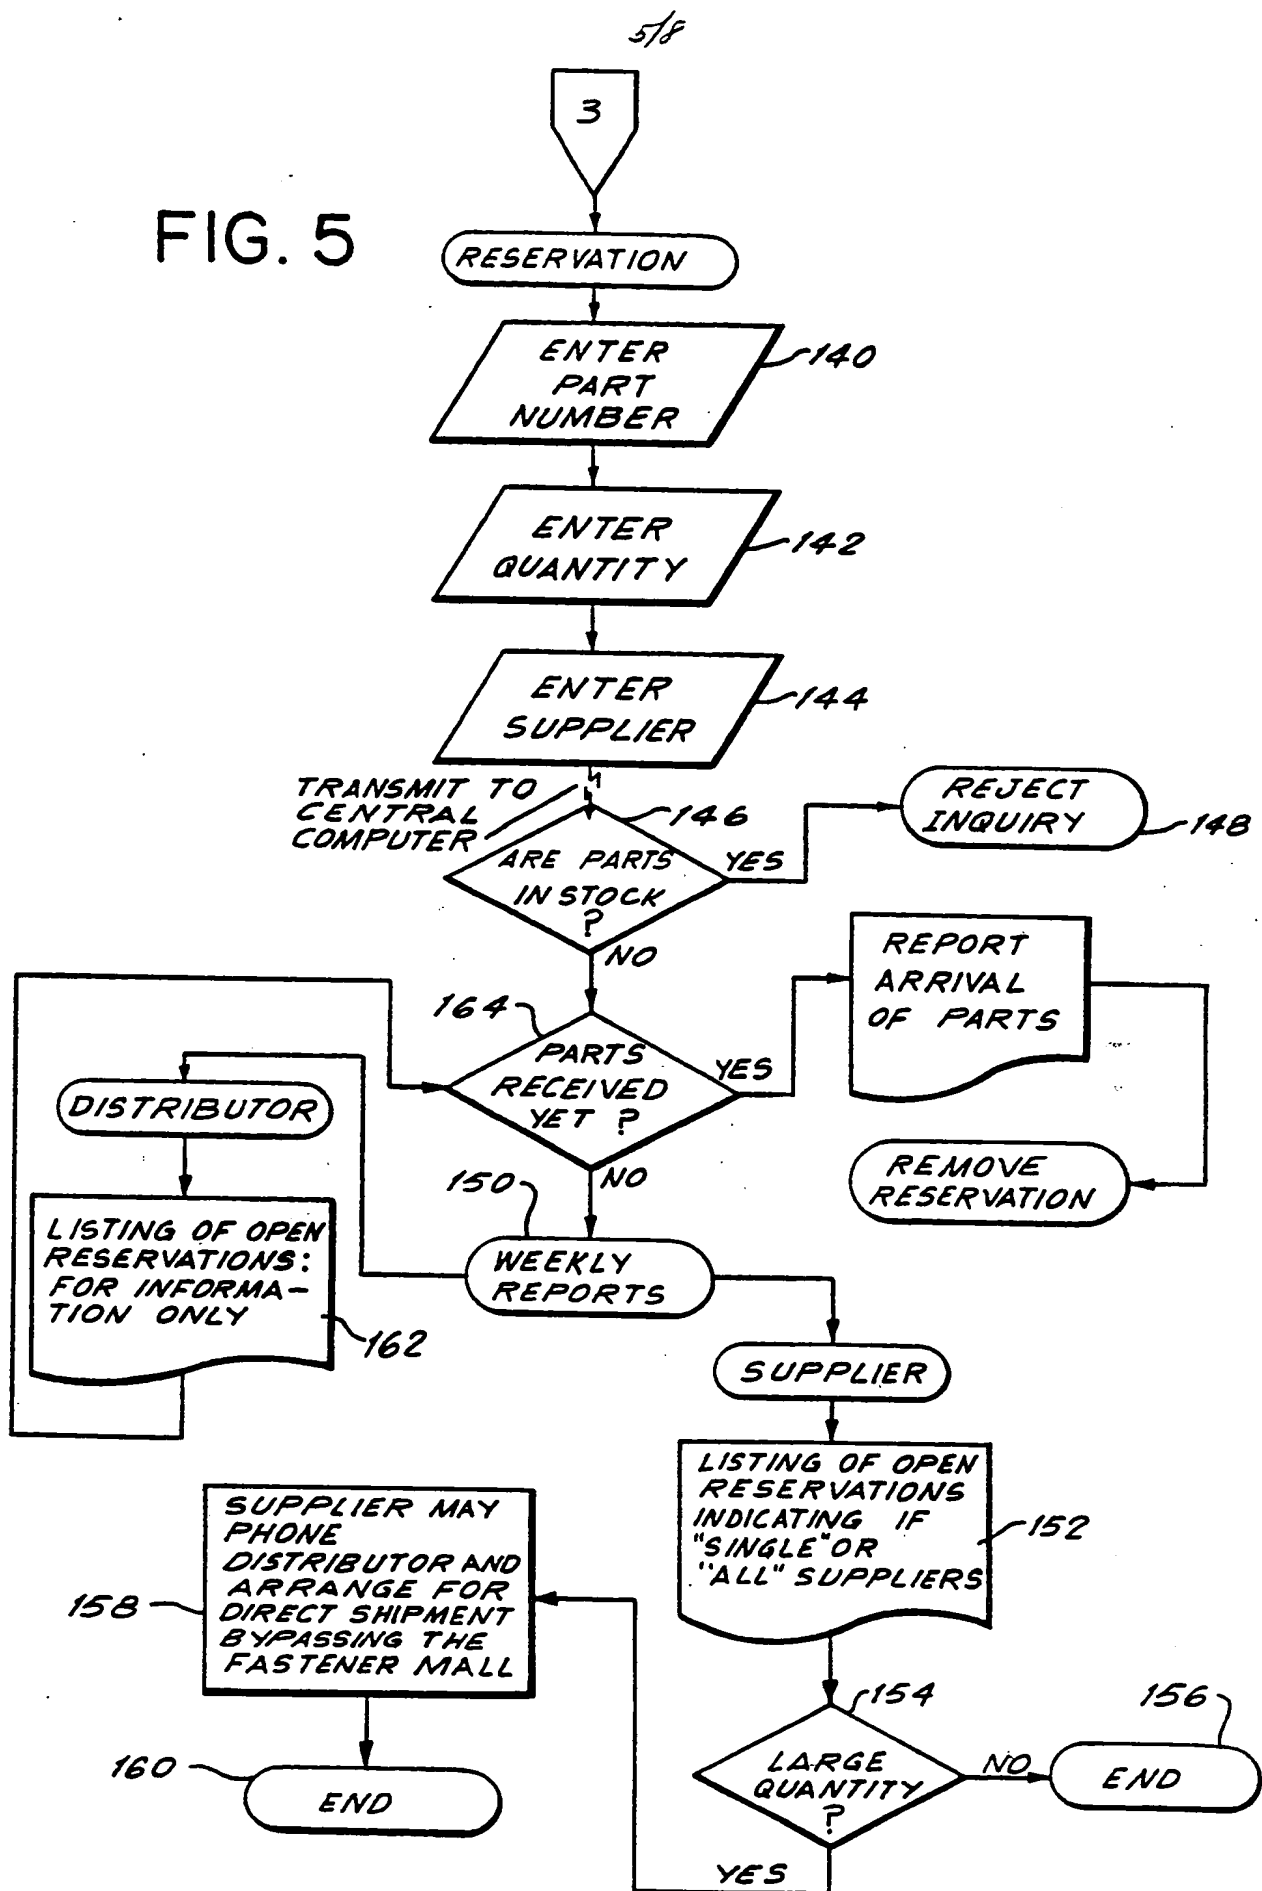 5/8
3
FIG. 5
RESERVATION
ENTER
PART
NUMBER
140
ENTER
QUANTITY
142
ENTER
SUPPLIER
144
TRANSMIT TO
CENTRAL
COMPUTER
146
ARE PARTS
IN STOCK
?
YES
REJECT
INQUIRY
148
NO
164
PARTS
RECEIVED
YET ?
YES
REPORT
ARRIVAL
OF PARTS
REMOVE
RESERVATION
NO
150
WEEKLY
REPORTS
DISTRIBUTOR
LISTING OF OPEN
RESERVATIONS:
FOR INFORMA-
TION ONLY
162
SUPPLIER
LISTING OF OPEN
RESERVATIONS
INDICATING IF
"SINGLE" OR
"ALL" SUPPLIERS
152
154
LARGE
QUANTITY
?
NO
156
END
YES
SUPPLIER MAY
PHONE
DISTRIBUTOR AND
ARRANGE FOR
DIRECT SHIPMENT
BYPASSING THE
FASTENER MALL
158
160
END